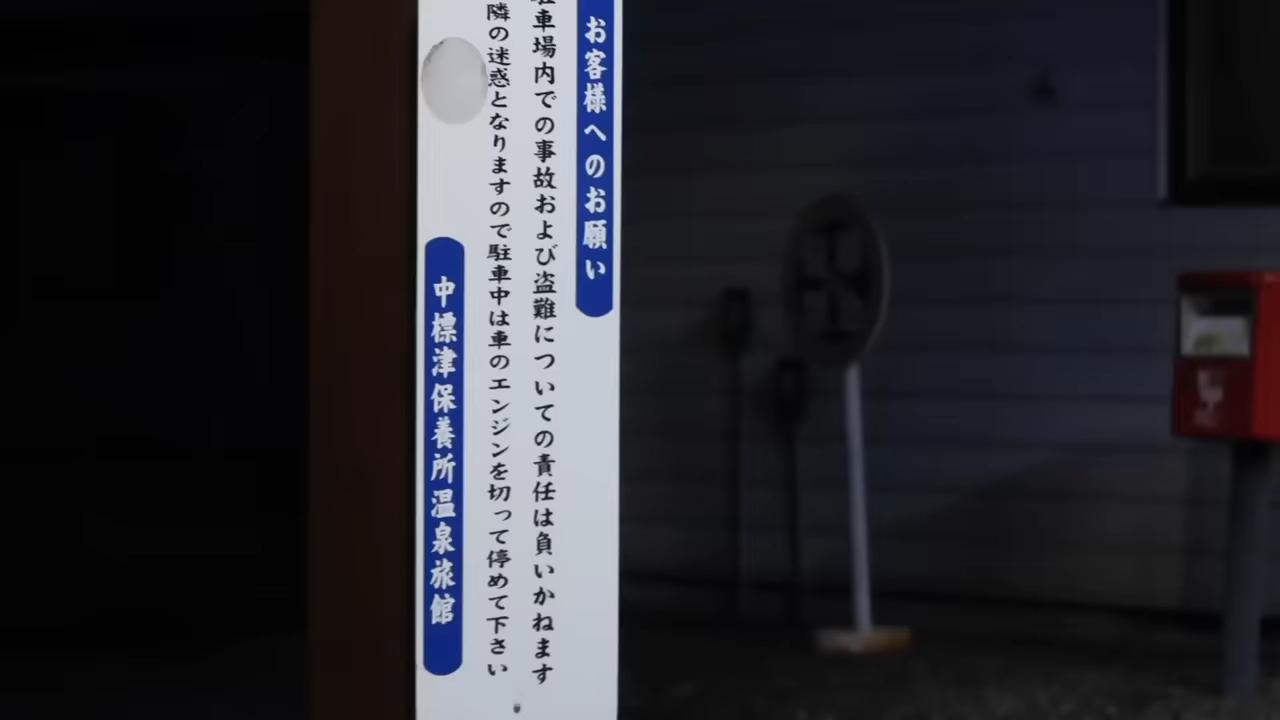 お客様へのお願い
駐車場内での事故および盗難についての責任は負いかねます
隣の迷惑となりますので駐車中は車のエンジンを切って停めて下さい
中標津保養所温泉旅館